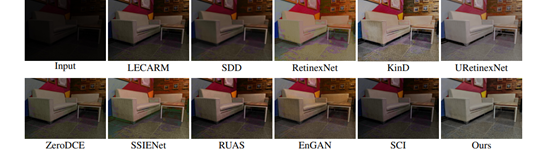 Input LECARM SDD RetinexNet KinD URetinexNet
ZeroDCE SSIENet RUAS EnGAN SCI Ours